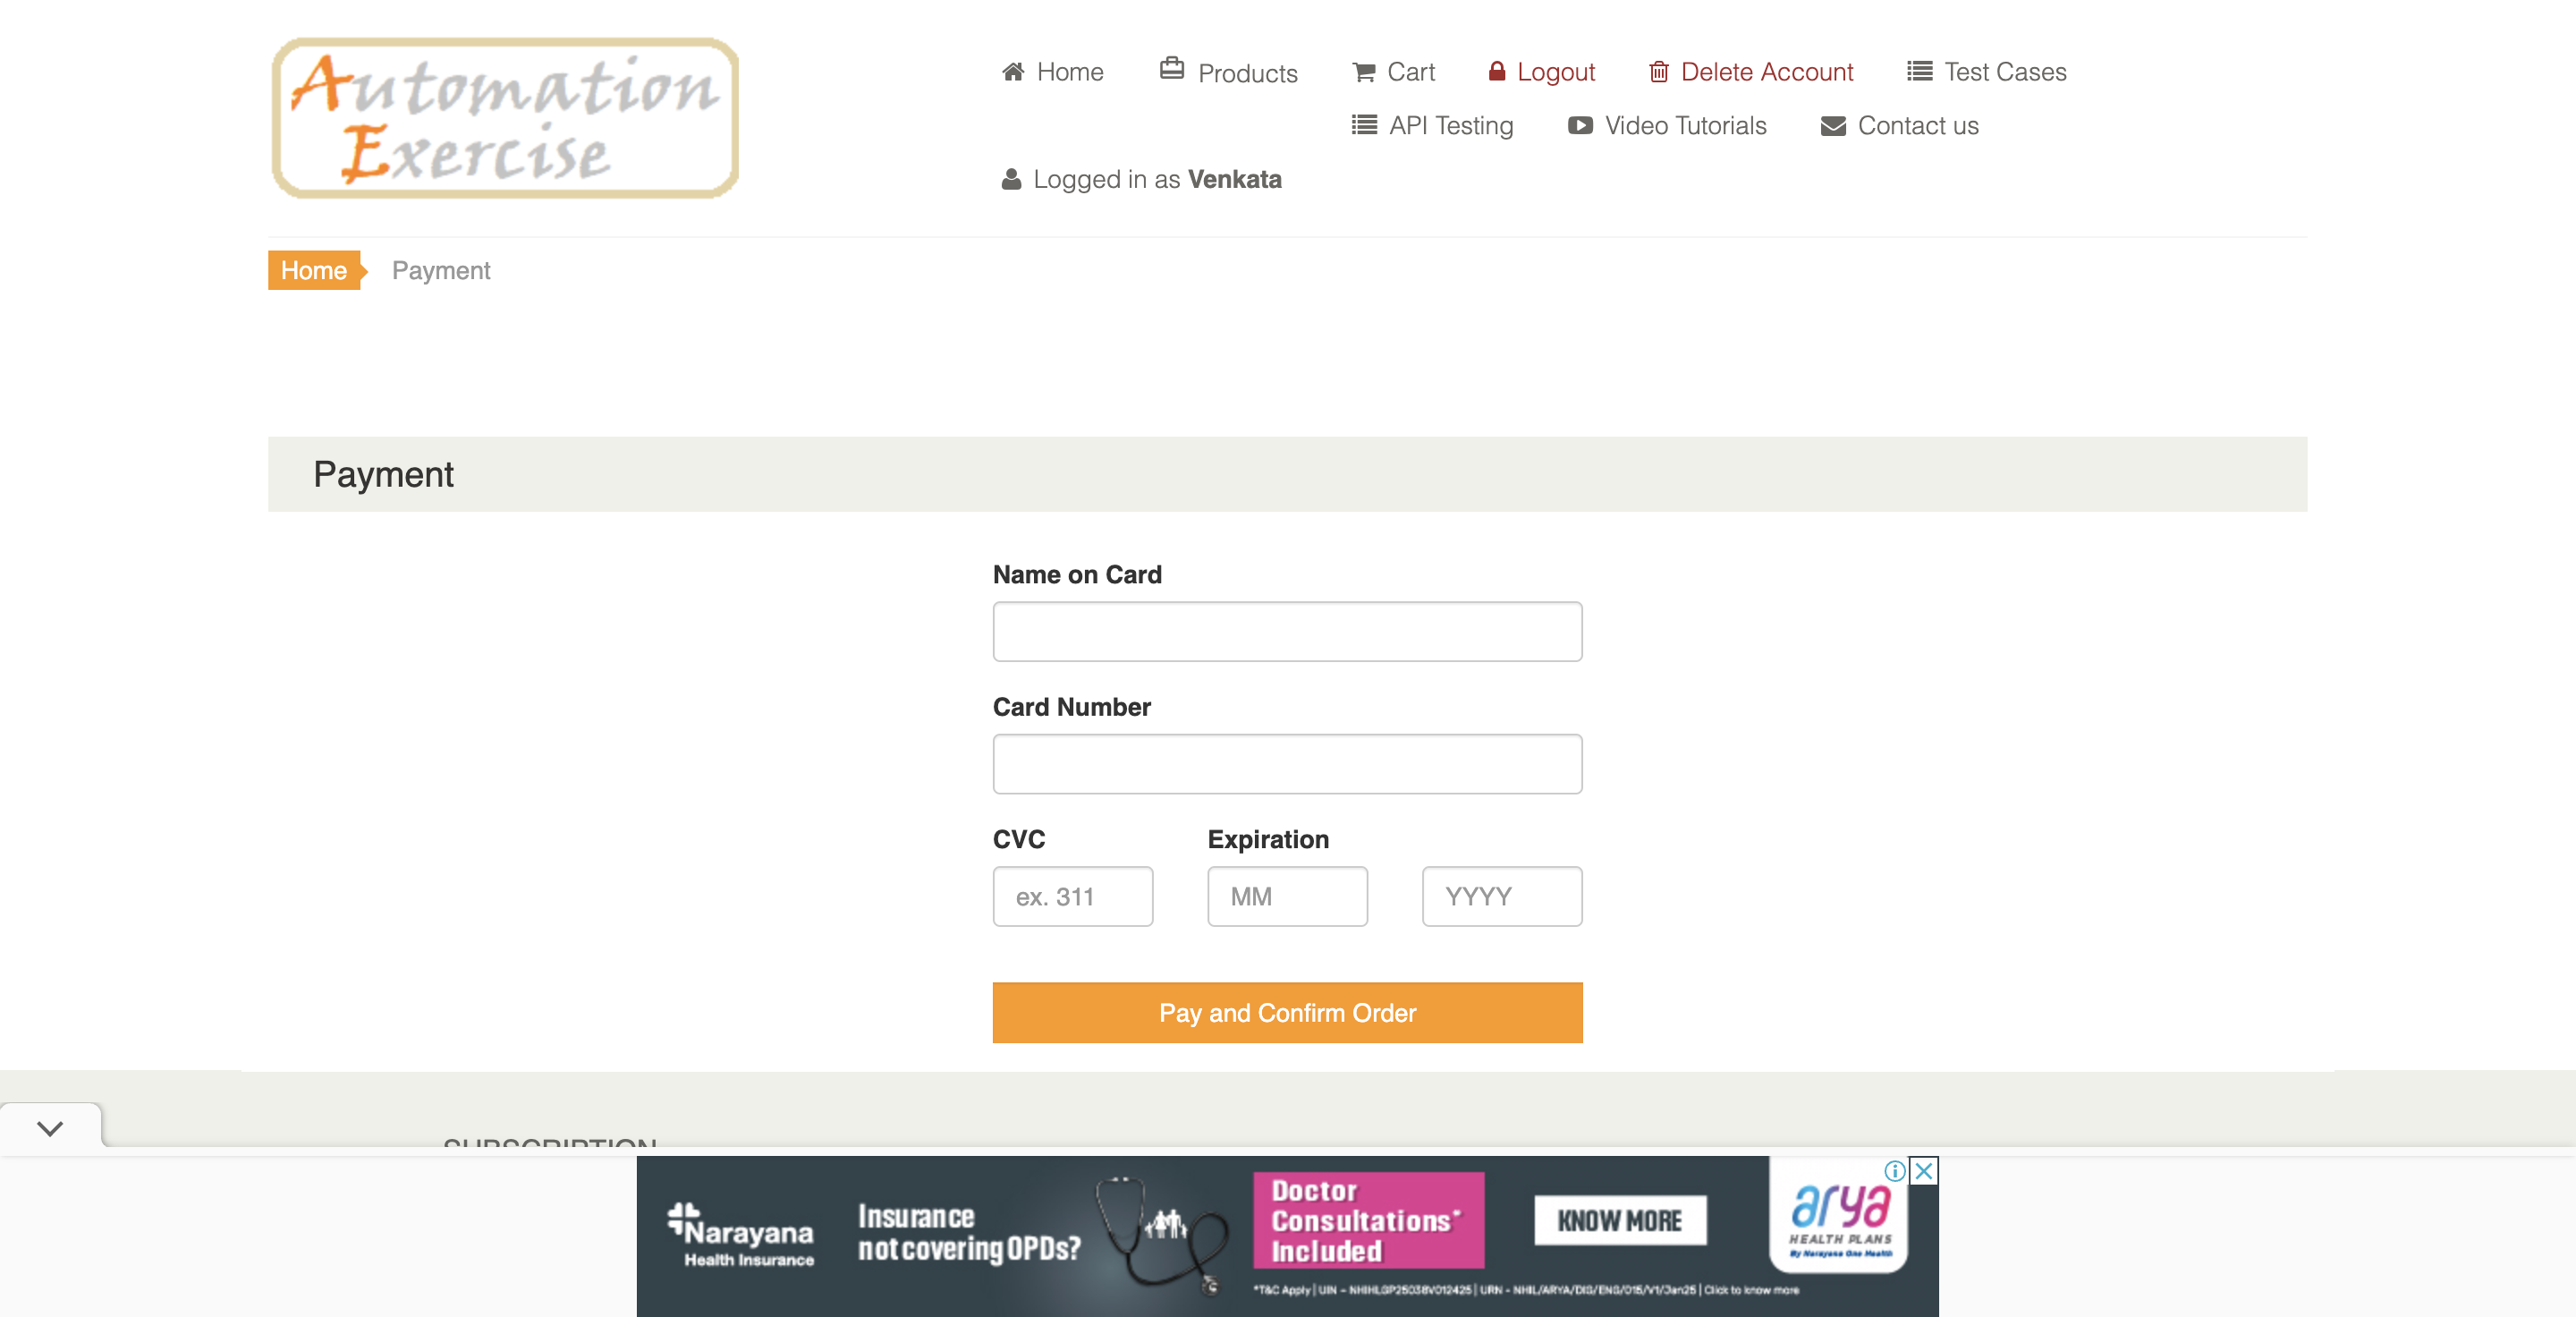 Automation
Exercise
Home Products Cart Logout Delete Account Test Cases
API Testing Video Tutorials Contact us
Logged in as Venkata
Home Payment
Payment
Name on Card
Card Number
CVC Expiration
ex. 311 MM YYYY
Pay and Confirm Order
SUBSCRIPTION
Narayana
Health Insurance
Insurance
not covering OPDs?
Doctor
Consultations*
Included
KNOW MORE
arya
HEALTH PLANS
By Narayana One Health
*T&C Apply | UIN – NHIHLGP25038V012425 | URN - NHIL/ARYA/DIG/ENG/015/V1/Jan25 | Click to know more